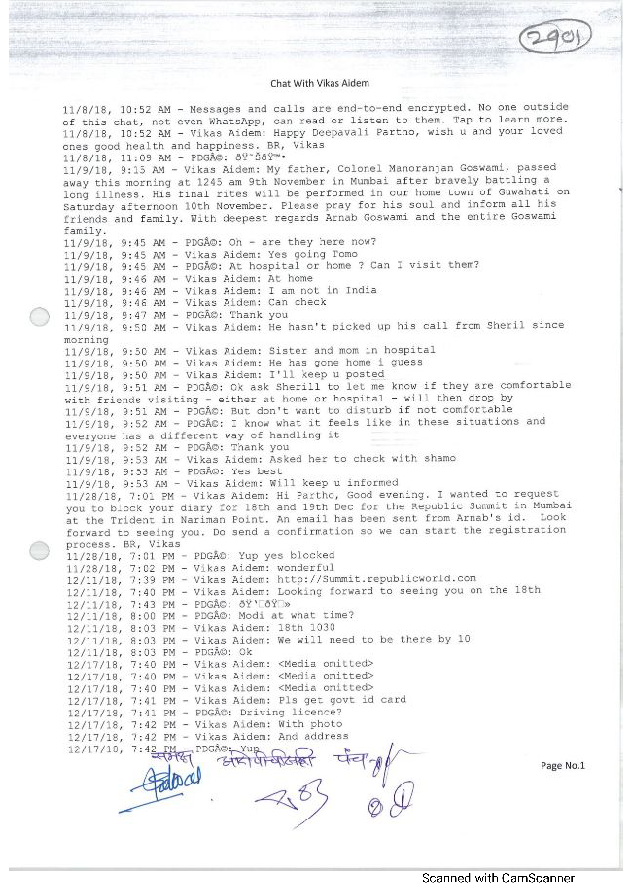 2901
Chat With Vikas Aidem
11/8/18, 10:52 AM - Nessages and calls are end-to-end encrypted. No one outside
of this chat, not even WhatsApp, can read or listen to them. Tap to learn more.
11/8/18, 10:52 AM - Vikas Aidem: Happy Deepavali Partho, wish u and your loved
ones good health and happiness. BR, Vikas
11/8/18, 11:09 AM - PDGÂ©:
11/9/18, 9:15 AM - Vikas Aidem: My father, Colonel Manoranjan Goswami, passed
away this morning at 1245 am 9th November in Mumbai after bravely battling a
long illness. His final rites will be performed in our home town of Guwahati on
Saturday afternoon 10th November. Please pray for his soul and inform all his
friends and family. With deepest regards Arnab Goswami and the entire Goswami
family.
11/9/18, 9:45 AM - PDGÂ©: Oh - are they here now?
11/9/18, 9:45 AM - Vikas Aidem: Yes going Tomo
11/9/18, 9:45 AM - PDGÂ©: At hospital or home ? Can I visit them?
11/9/18, 9:46 AM - Vikas Aidem: At home
11/9/18, 9:46 AM - Vikas Aidem: I am not in India
11/9/18, 9:46 AM - Vikas Aidem: Can check
11/9/18, 9:47 AM - PDGÂ©: Thank you
11/9/18, 9:50 AM - Vikas Aidem: He hasn't picked up his call from Sheril since
morning
11/9/18, 9:50 AM - Vikas Aidem: Sister and mom in hospital
11/9/18, 9:50 AM - Vikas Aidem: He has gone home i guess
11/9/18, 9:50 AM - Vikas Aidem: I'll keep u posted
11/9/18, 9:51 AM - PDGÂ©: Ok ask Sherill to let me know if they are comfortable
with friends visiting - either at home or hospital - will then crop by
11/9/18, 9:51 AM - PDGÂ©: But don't want to disturb if not comfortable
11/9/18, 9:52 AM - PDGÂ©: I know what it feels like in these situations and
everyone has a different way of handling it
11/9/18, 9:52 AM - PDGÂ©: Thank you
11/9/18, 9:53 AM - Vikas Aidem: Asked her to check with shamo
11/9/18, 9:53 AM - PDGÂ©: Yes best
11/9/18, 9:53 AM - Vikas Aidem: Will keep u informed
11/28/18, 7:01 PM - Vikas Aidem: Hi Partho, Good evening. I wanted to request
you to block your diary for 18th and 19th Dec for the Republic Summit in Mumbai
at the Trident in Nariman Point. An email has been sent from Arnab's id. Look
forward to seeing you. Do send a confirmation so we can start the registration
process. BR, Vikas
11/28/18, 7:01 PM - PDGÂ©: Yup yes blocked
11/28/18, 7:02 PM - Vikas Aidem: wonderful
12/11/18, 7:39 PM - Vikas Aidem: http://Summit.republicworld.com
12/11/18, 7:40 PM - Vikas Aidem: Looking forward to seeing you on the 18th
12/11/18, 7:43 PM - PDGÂ©:
12/11/18, 8:00 PM - PDGÂ©: Modi at what time?
12/11/18, 8:03 PM - Vikas Aidem: 18th 1030
12/11/18, 8:03 PM - Vikas Aidem: We will need to be there by 10
12/11/18, 8:03 PM - PDGÂ©: Ok
12/17/18, 7:40 PM - Vikas Aidem: <Media omitted>
12/17/18, 7:40 PM - Vikas Aidem: <Media omitted>
12/17/18, 7:40 PM - Vikas Aidem: <Media omitted>
12/17/18, 7:41 PM - Vikas Aidem: Pls get govt id card
12/17/18, 7:41 PM - PDGÂ©: Driving licence?
12/17/18, 7:42 PM - Vikas Aidem: With photo
12/17/18, 7:42 PM - Vikas Aidem: And address
12/17/18, 7:42 PM - PDGÂ©: Yup
समक्ष आरोपीची सही पंच
Page No.1
Scanned with CamScanner